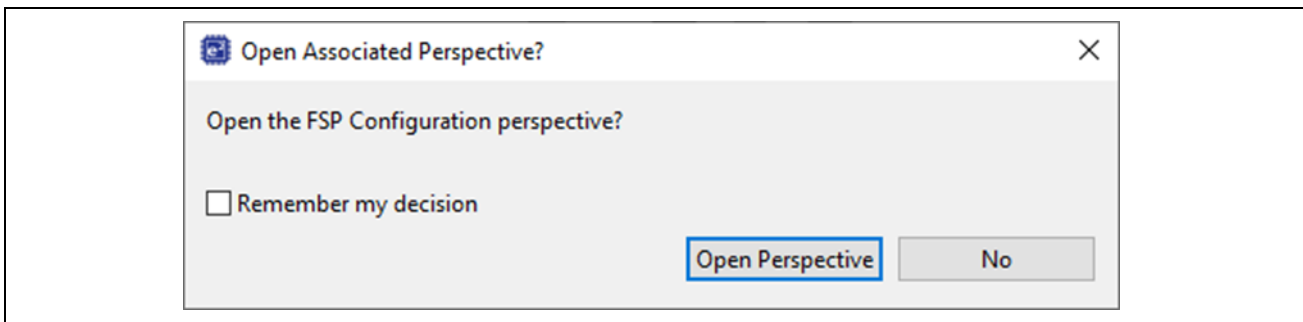 Open Associated Perspective?
Open the FSP Configuration perspective?
Remember my decision
Open Perspective
No